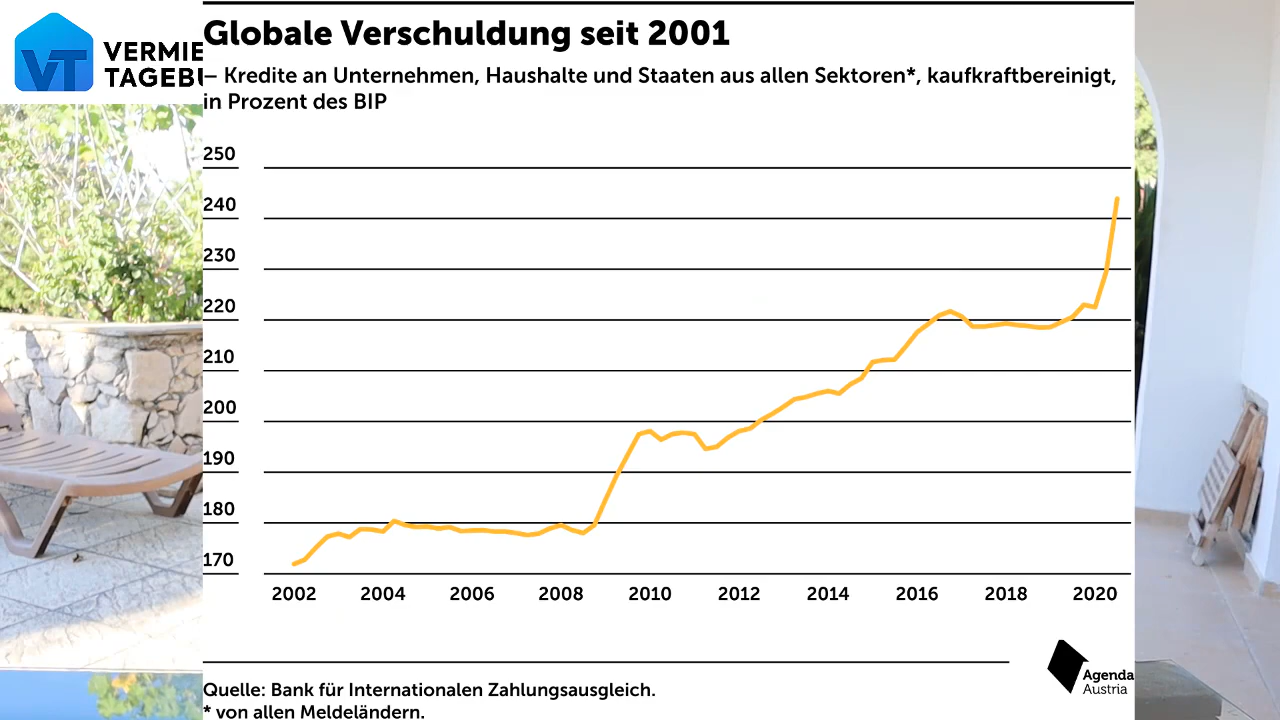 VERMIE
TAGEBU
VT
Globale Verschuldung seit 2001
– Kredite an Unternehmen, Haushalte und Staaten aus allen Sektoren*, kaufkraftbereinigt,
in Prozent des BIP
250
240
230
220
210
200
190
180
170
2002 2004 2006 2008 2010 2012 2014 2016 2018 2020
Quelle: Bank für Internationalen Zahlungsausgleich.
* von allen Meldeländern.
Agenda
Austria